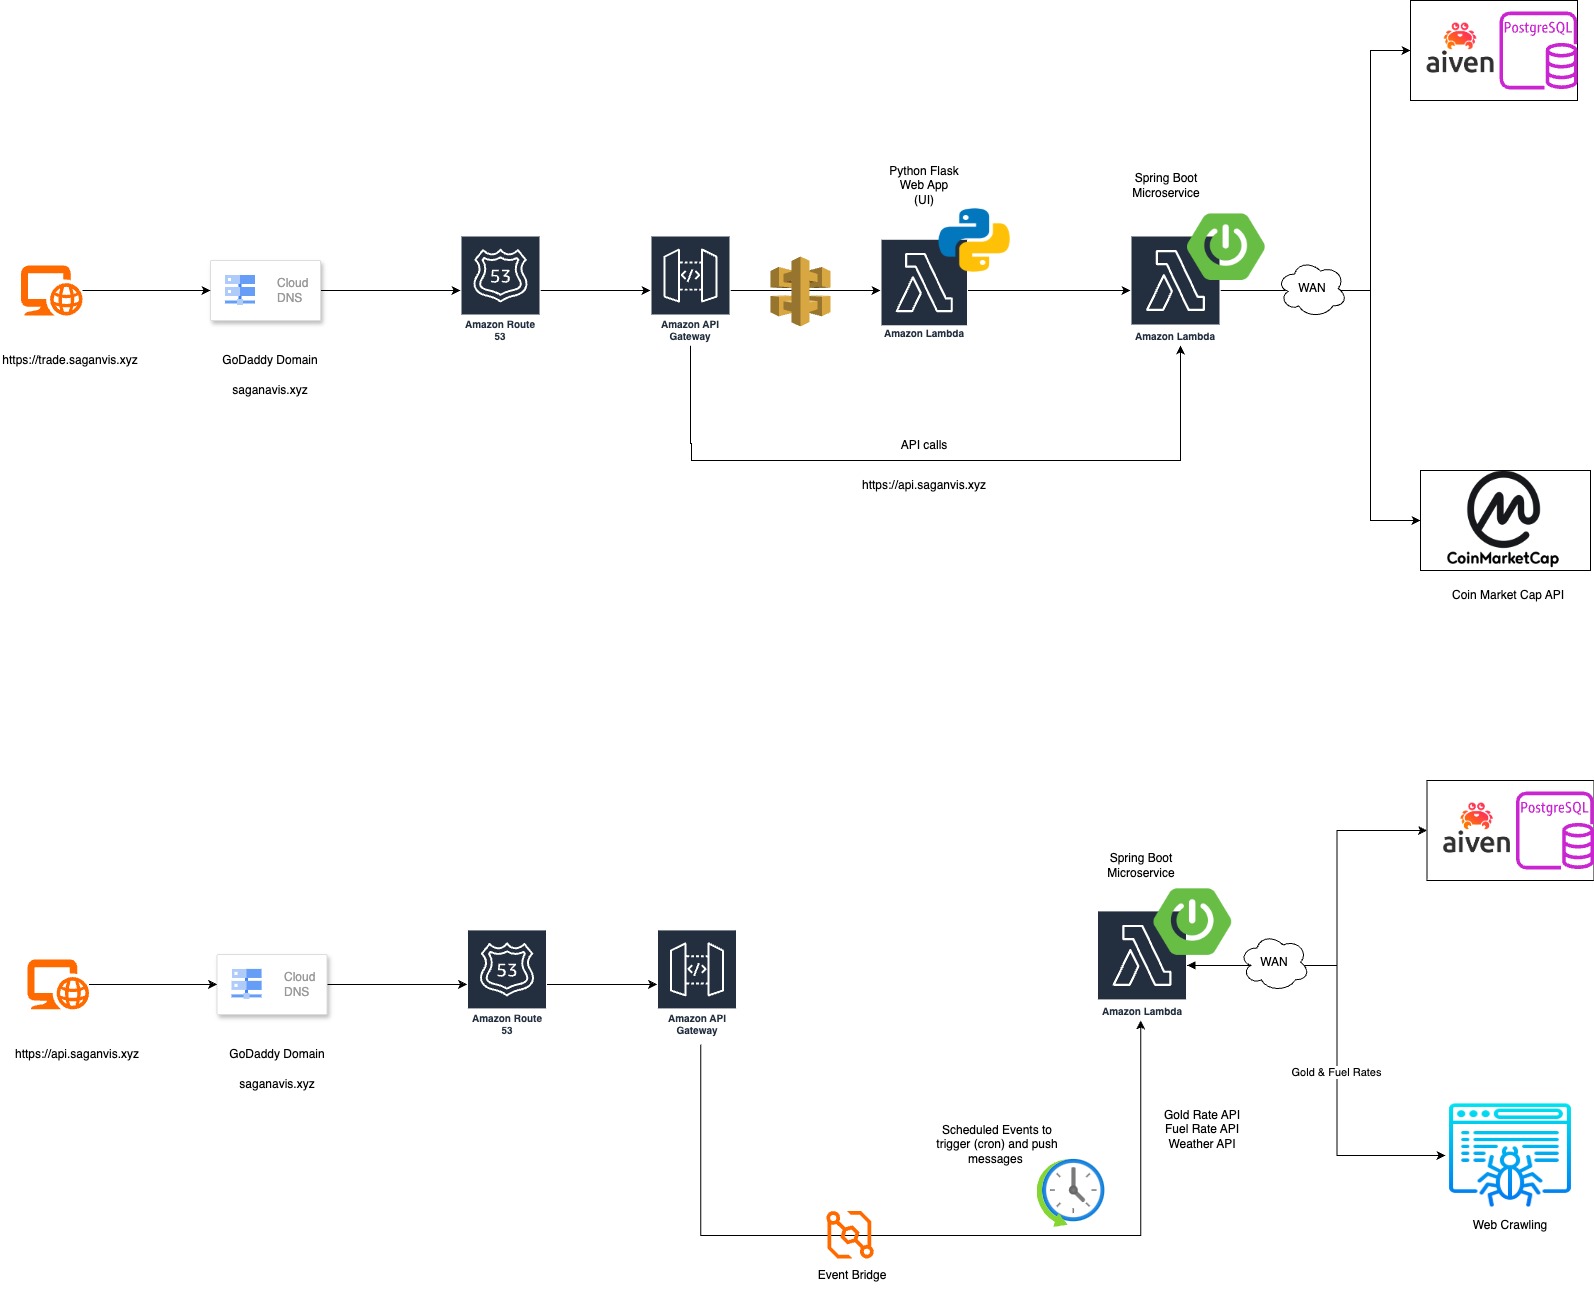 aiven
PostgreSQL
Python Flask
Web App
(UI)
Spring Boot
Microservice
53
Cloud
DNS
WAN
Amazon Route
53
Amazon API
Gateway
Amazon Lambda
Amazon Lambda
https://trade.saganvis.xyz
GoDaddy Domain
saganavis.xyz
API calls
https://api.saganvis.xyz
CoinMarketCap
Coin Market Cap API
aiven
PostgreSQL
Spring Boot
Microservice
53
Cloud
DNS
WAN
Amazon Route
53
Amazon API
Gateway
Amazon Lambda
https://api.saganvis.xyz
GoDaddy Domain
saganavis.xyz
Gold & Fuel Rates
Scheduled Events to
trigger (cron) and push
messages
Gold Rate API
Fuel Rate API
Weather API
Web Crawling
Event Bridge